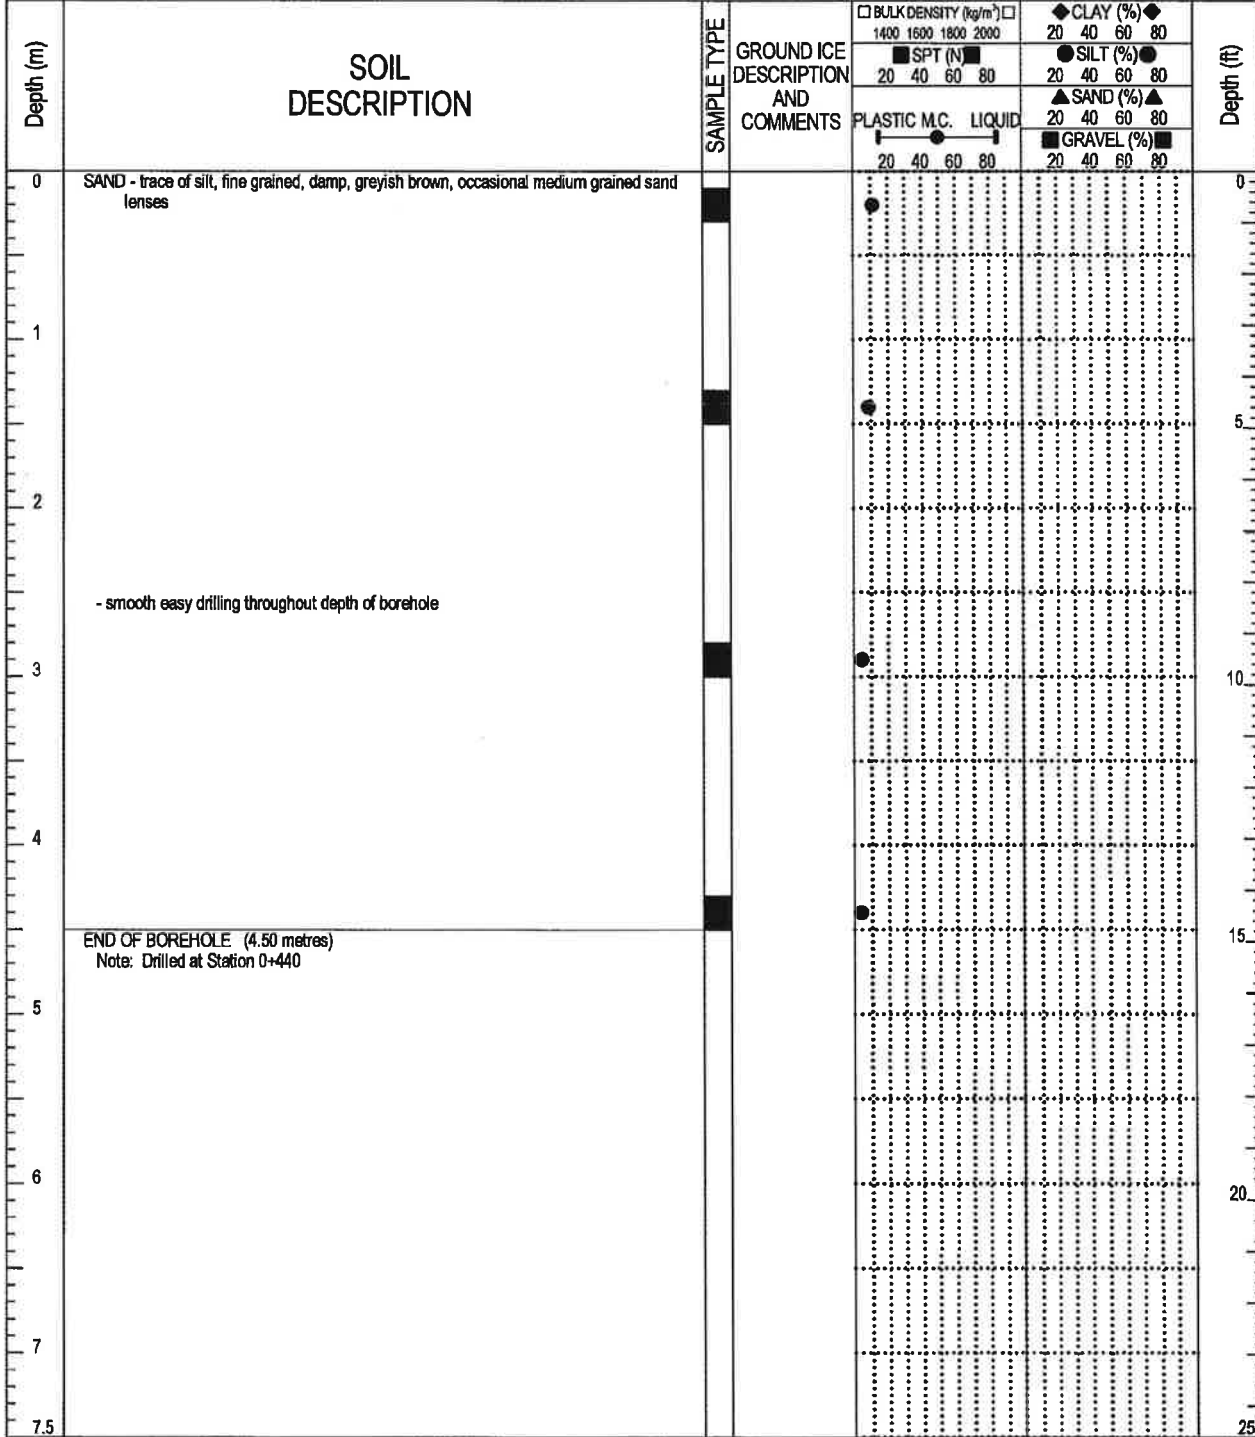 Depth (m)
SOIL
DESCRIPTION
SAMPLE TYPE
GROUND ICE
DESCRIPTION
AND
COMMENTS
□ BULK DENSITY (kg/m³) □
1400 1600 1800 2000
■ SPT (N) ■
20 40 60 80
PLASTIC M.C. LIQUID
20 40 60 80
◆ CLAY (%) ◆
20 40 60 80
● SILT (%) ●
20 40 60 80
▲ SAND (%) ▲
20 40 60 80
■ GRAVEL (%) ■
20 40 60 80
Depth (ft)
0
SAND - trace of silt, fine grained, damp, greyish brown, occasional medium grained sand
lenses
0
1
5
2
- smooth easy drilling throughout depth of borehole
3
10
4
END OF BOREHOLE (4.50 metres)
15
Note: Drilled at Station 0+440
5
6
20
7
7.5
25